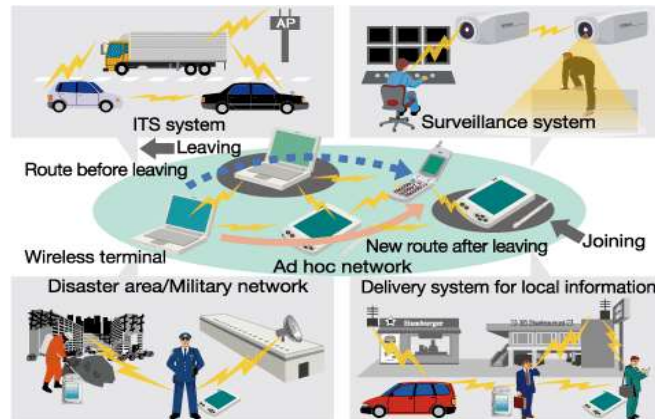 AP
ITS system
Surveillance system
Leaving
Route before leaving
Joining
New route after leaving
Wireless terminal
Ad hoc network
Disaster area/Military network
Delivery system for local information
Hamburger